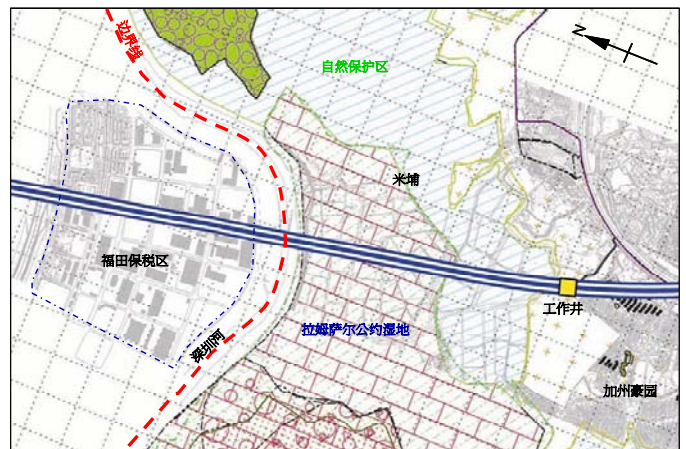 边界线
N
自然保护区
米埔
福田保税区
工作井
拉姆萨尔公约湿地
深圳河
加州豪园